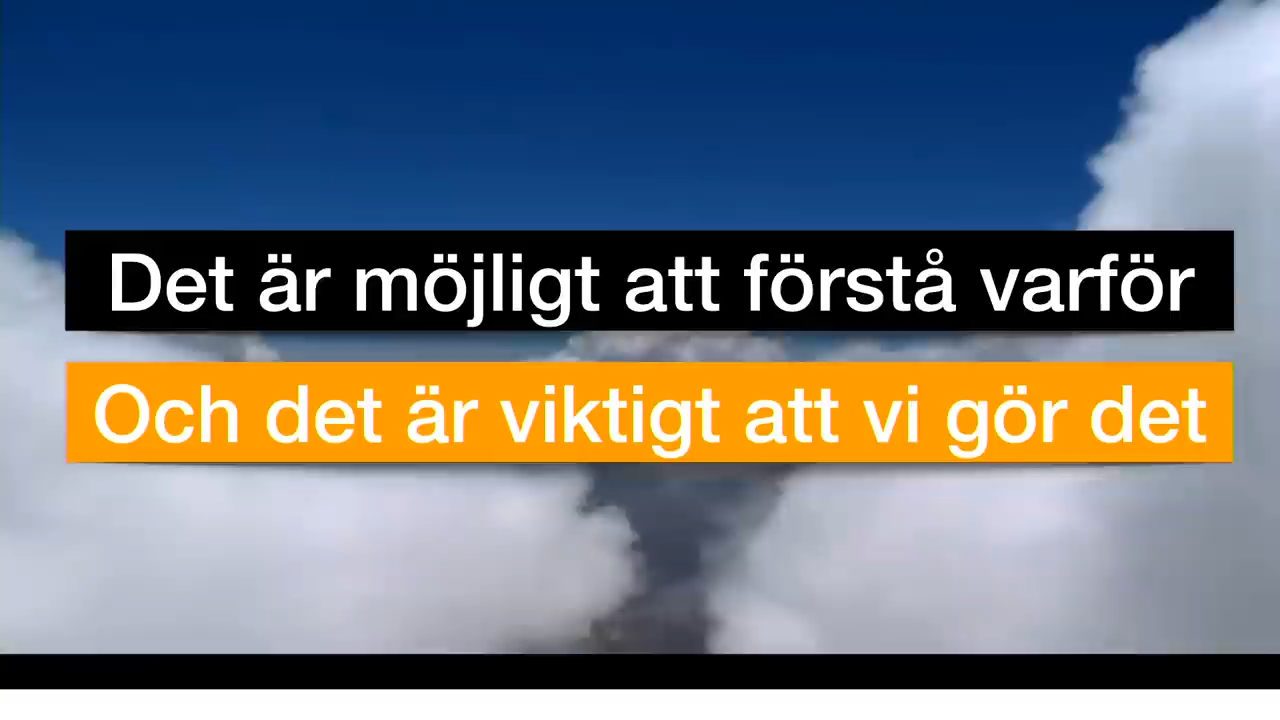 Det är möjligt att förstå varför
Och det är viktigt att vi gör det